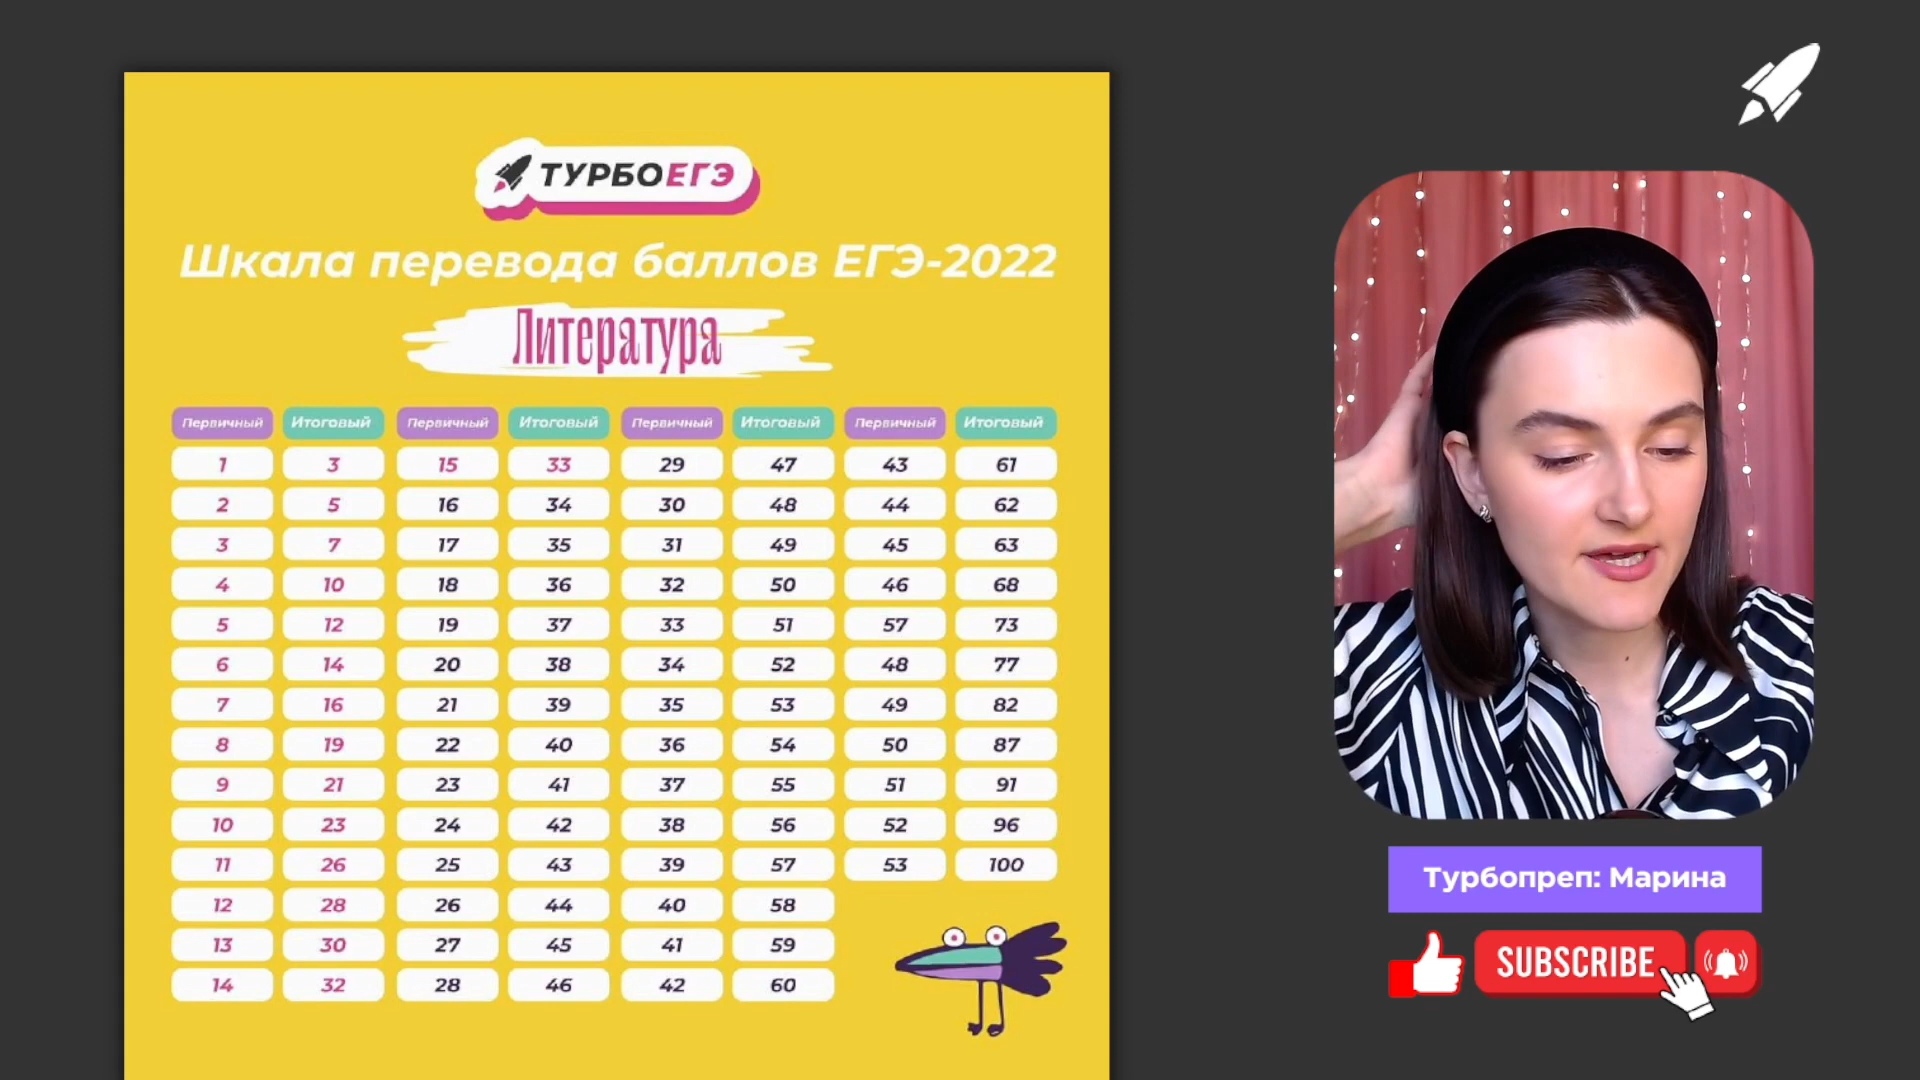 ТУРБОЕГЭ
Шкала перевода баллов ЕГЭ-2022
Литература
Первичный Итоговый Первичный Итоговый Первичный Итоговый Первичный Итоговый
1 3 15 33 29 47 43 61
2 5 16 34 30 48 44 62
3 7 17 35 31 49 45 63
4 10 18 36 32 50 46 68
5 12 19 37 33 51 57 73
6 14 20 38 34 52 48 77
7 16 21 39 35 53 49 82
8 19 22 40 36 54 50 87
9 21 23 41 37 55 51 91
10 23 24 42 38 56 52 96
11 26 25 43 39 57 53 100
12 28 26 44 40 58
13 30 27 45 41 59
14 32 28 46 42 60
Турбопреп: Марина
SUBSCRIBE